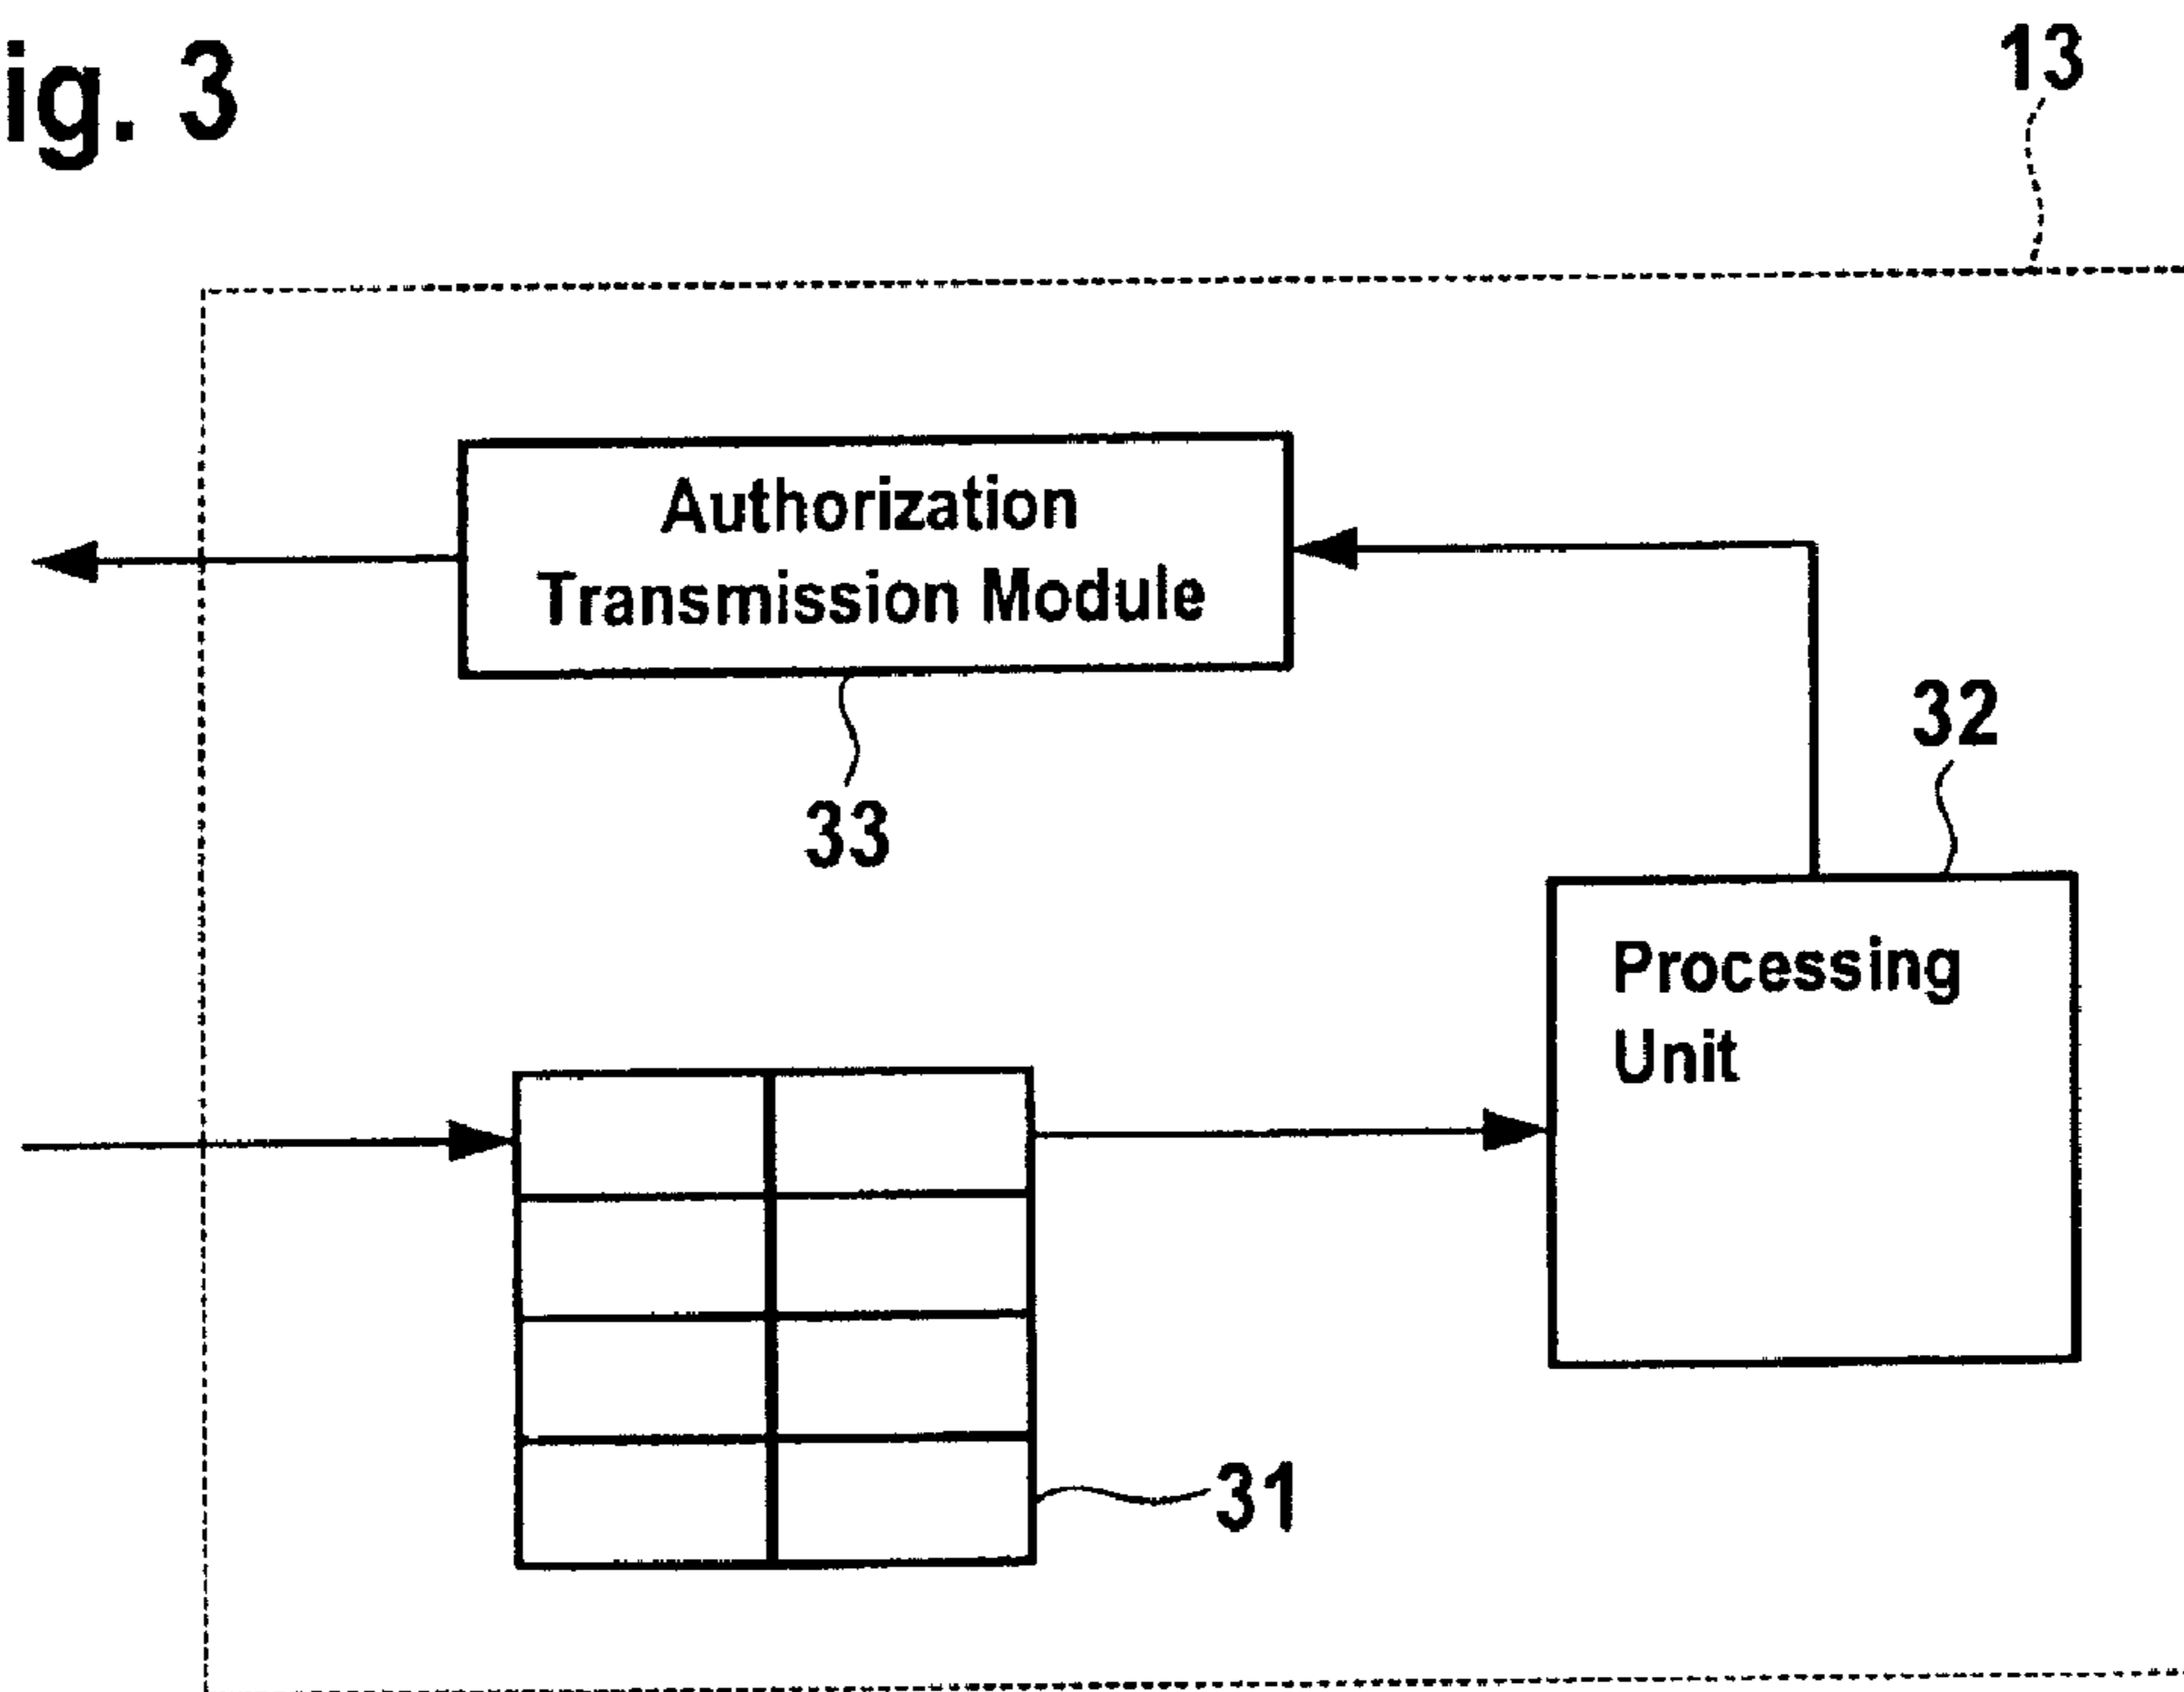 ig. 3
13
Authorization
Transmission Module
33
32
Processing
Unit
31